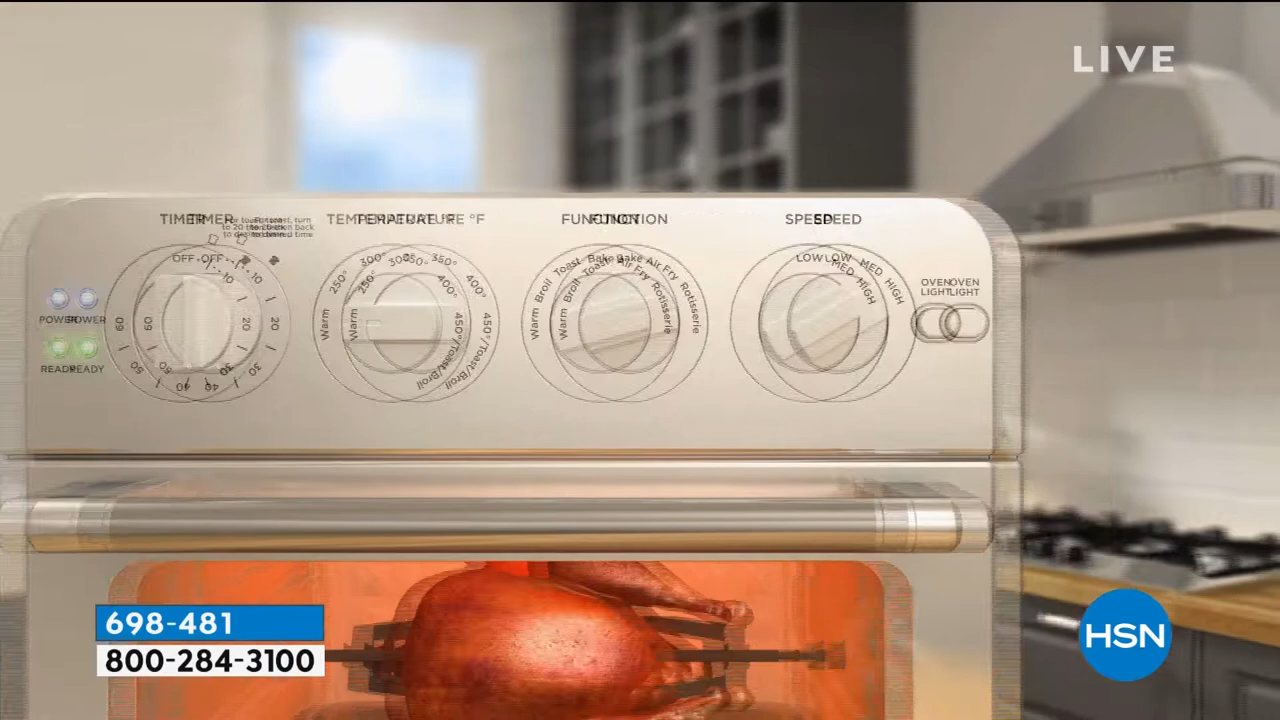 LIVE
TIMER
TEMPERATURE °F
FUNCTION
SPEED
OFF
10
20
30
40
50
60
Warm
250°
300°
350°
400°
450°/Toast/Broil
Warm
Broil
Toast
Bake
Air Fry
Rotisserie
LOW
MED
HIGH
OVEN
LIGHT
POWER
READY
698-481
800-284-3100
HSN